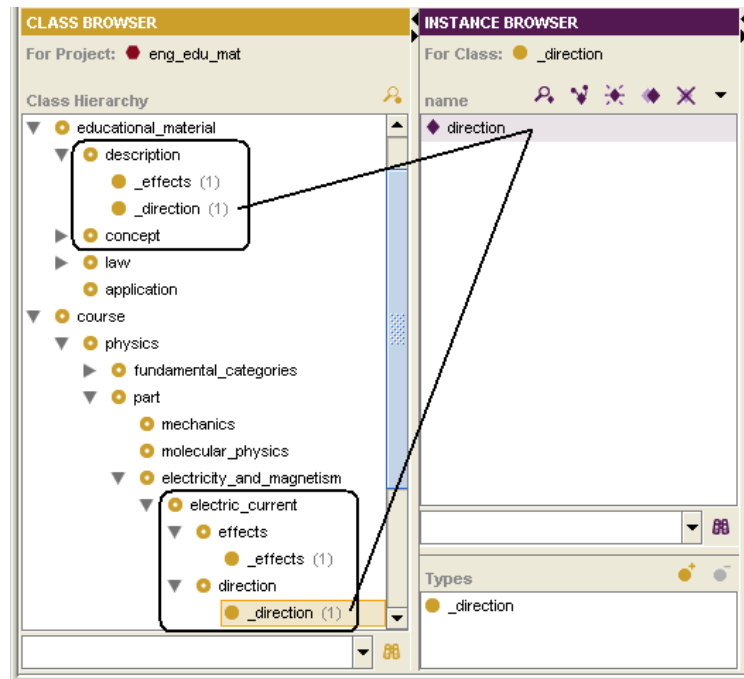 CLASS BROWSER
For Project: eng_edu_mat
Class Hierarchy
educational_material
description
_effects (1)
_direction (1)
concept
law
application
course
physics
fundamental_categories
part
mechanics
molecular_physics
electricity_and_magnetism
electric_current
effects
_effects (1)
direction
_direction (1)
INSTANCE BROWSER
For Class: _direction
name
direction
Types
_direction